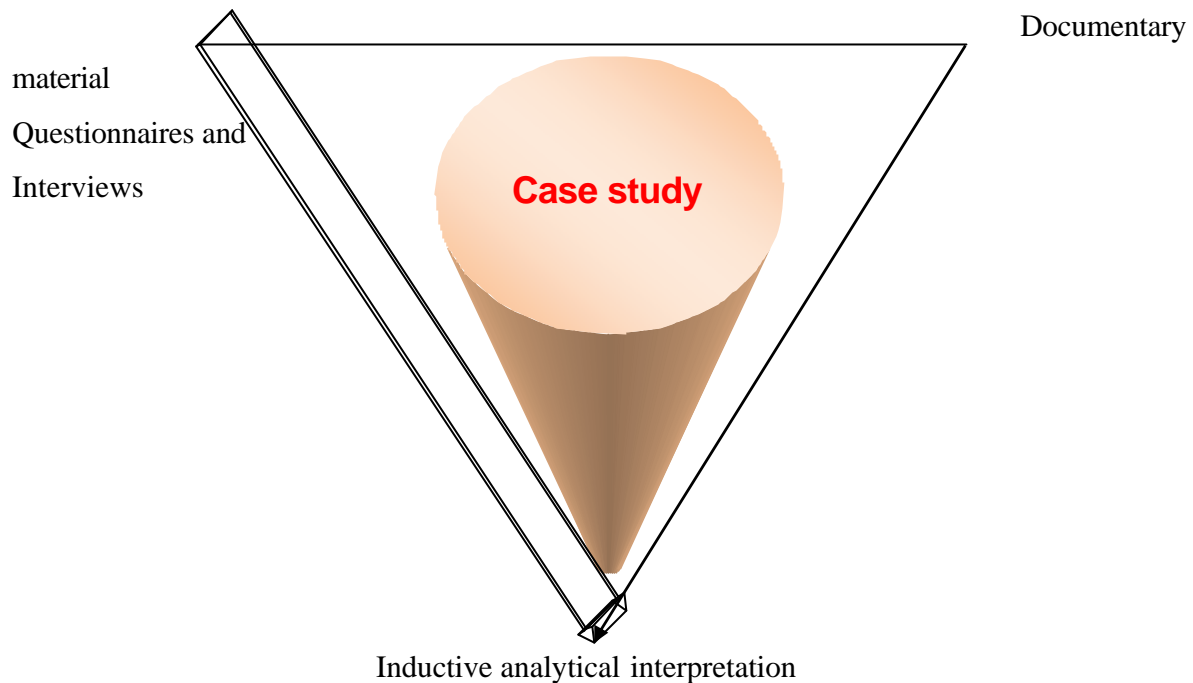 Documentary
material
Questionnaires and
Interviews
Case study
Inductive analytical interpretation